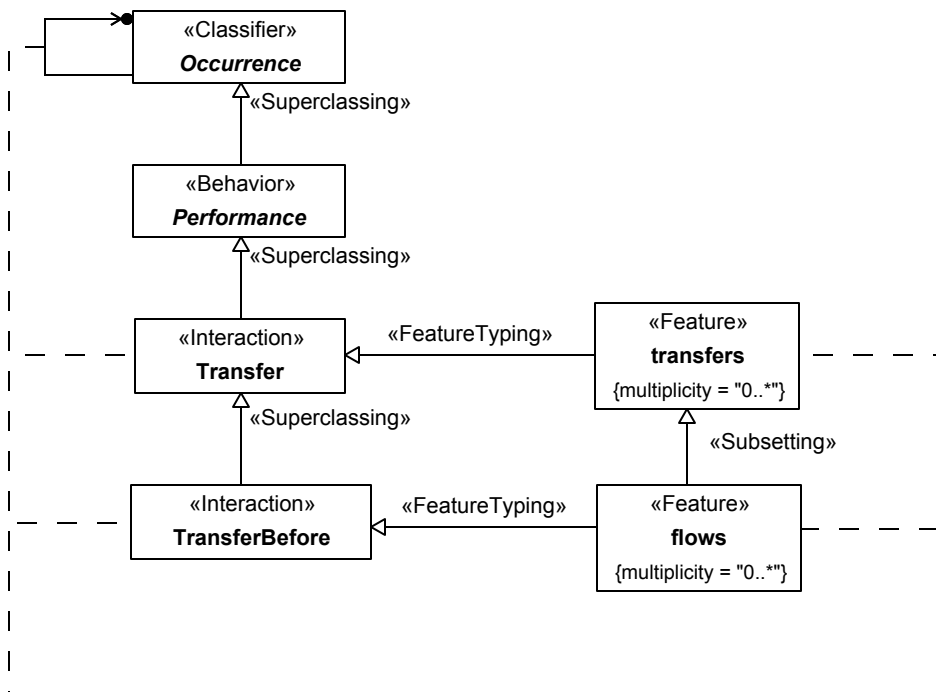 «Classifier»
Occurrence
«Superclassing»
«Behavior»
Performance
«Superclassing»
«Interaction»
Transfer
«FeatureTyping»
«Feature»
transfers
{multiplicity = "0..*"}
«Superclassing»
«Subsetting»
«Interaction»
TransferBefore
«FeatureTyping»
«Feature»
flows
{multiplicity = "0..*"}